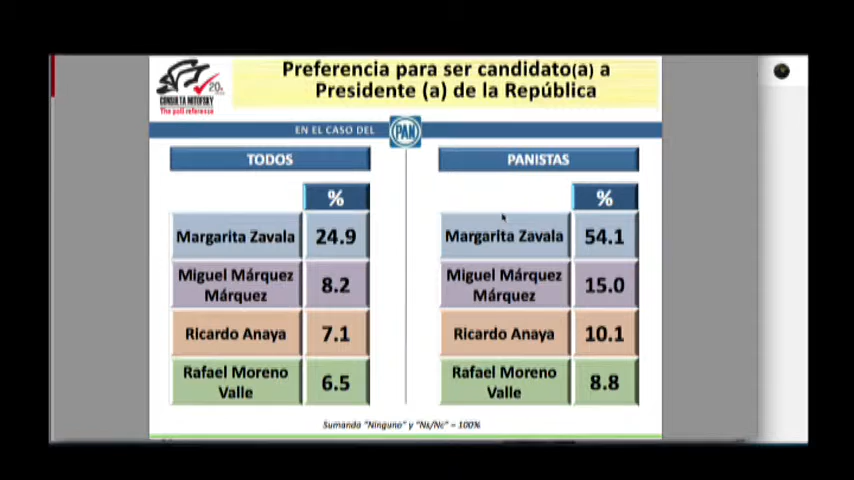 Preferencia para ser candidato(a) a
Presidente (a) de la República
20
CONSULTA MITOFSKY
The poll reference
EN EL CASO DEL
PAN
TODOS
%
Margarita Zavala 24.9
Miguel Márquez
Márquez
8.2
Ricardo Anaya 7.1
Rafael Moreno
Valle
6.5
PANISTAS
%
Margarita Zavala 54.1
Miguel Márquez
Márquez
15.0
Ricardo Anaya 10.1
Rafael Moreno
Valle
8.8
Sumando "Ninguno" y "Ns/Nc" = 100%